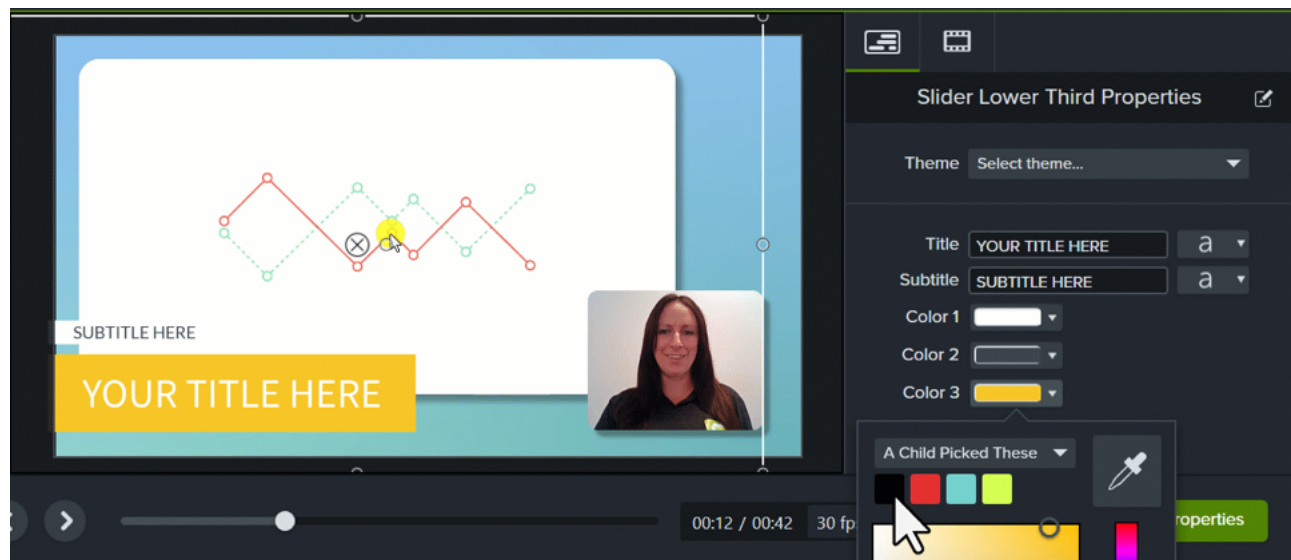 SUBTITLE HERE
YOUR TITLE HERE
00:12 / 00:42 30 fp
Slider Lower Third Properties
Theme Select theme...
Title YOUR TITLE HERE a
Subtitle SUBTITLE HERE a
Color 1
Color 2
Color 3
A Child Picked These
roperties